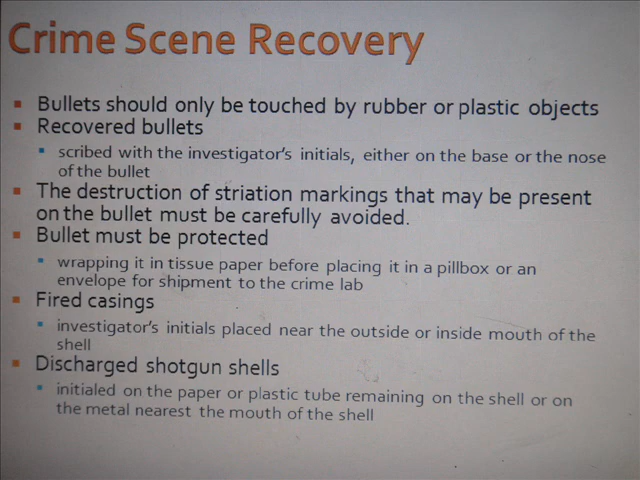 Crime Scene Recovery
Bullets should only be touched by rubber or plastic objects
Recovered bullets
scribed with the investigator's initials, either on the base or the nose
of the bullet
The destruction of striation markings that may be present
on the bullet must be carefully avoided.
Bullet must be protected
wrapping it in tissue paper before placing it in a pillbox or an
envelope for shipment to the crime lab
Fired casings
investigator's initials placed near the outside or inside mouth of the
shell
Discharged shotgun shells
initialed on the paper or plastic tube remaining on the shell or on
the metal nearest the mouth of the shell